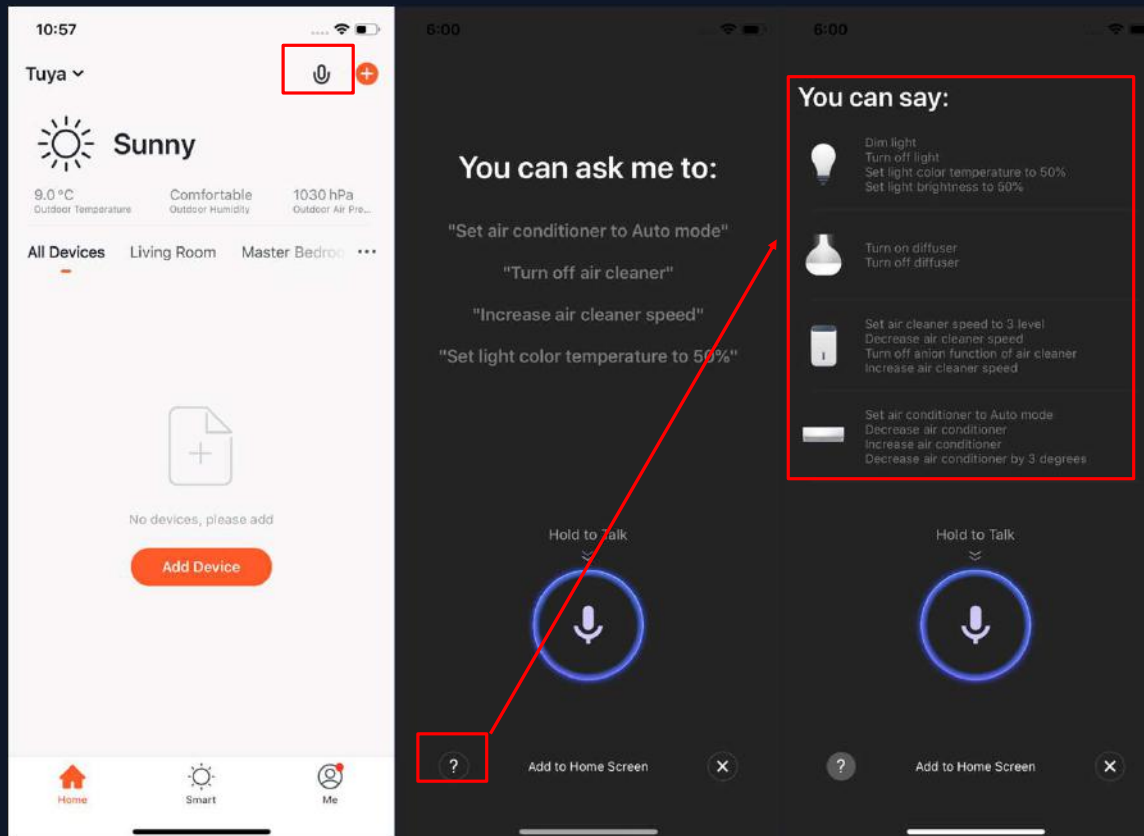 10:57
Tuya
Sunny
9.0 °C
Comfortable
1030 hPa
Outdoor Temperature
Outdoor Humidity
Outdoor Air Pre...
All Devices
Living Room
Master Bedroo
No devices, please add
Add Device
Home
Smart
Me
6:00
You can ask me to:
"Set air conditioner to Auto mode"
"Turn off air cleaner"
"Increase air cleaner speed"
"Set light color temperature to 50%"
Hold to Talk
?
Add to Home Screen
6:00
You can say:
Dim light
Turn off light
Set light color temperature to 50%
Set light brightness to 50%
Turn on diffuser
Turn off diffuser
Set air cleaner speed to 3 level
Decrease air cleaner speed
Turn off anion function of air cleaner
Increase air cleaner speed
Set air conditioner to Auto mode
Decrease air conditioner
Increase air conditioner
Decrease air conditioner by 3 degrees
Hold to Talk
?
Add to Home Screen